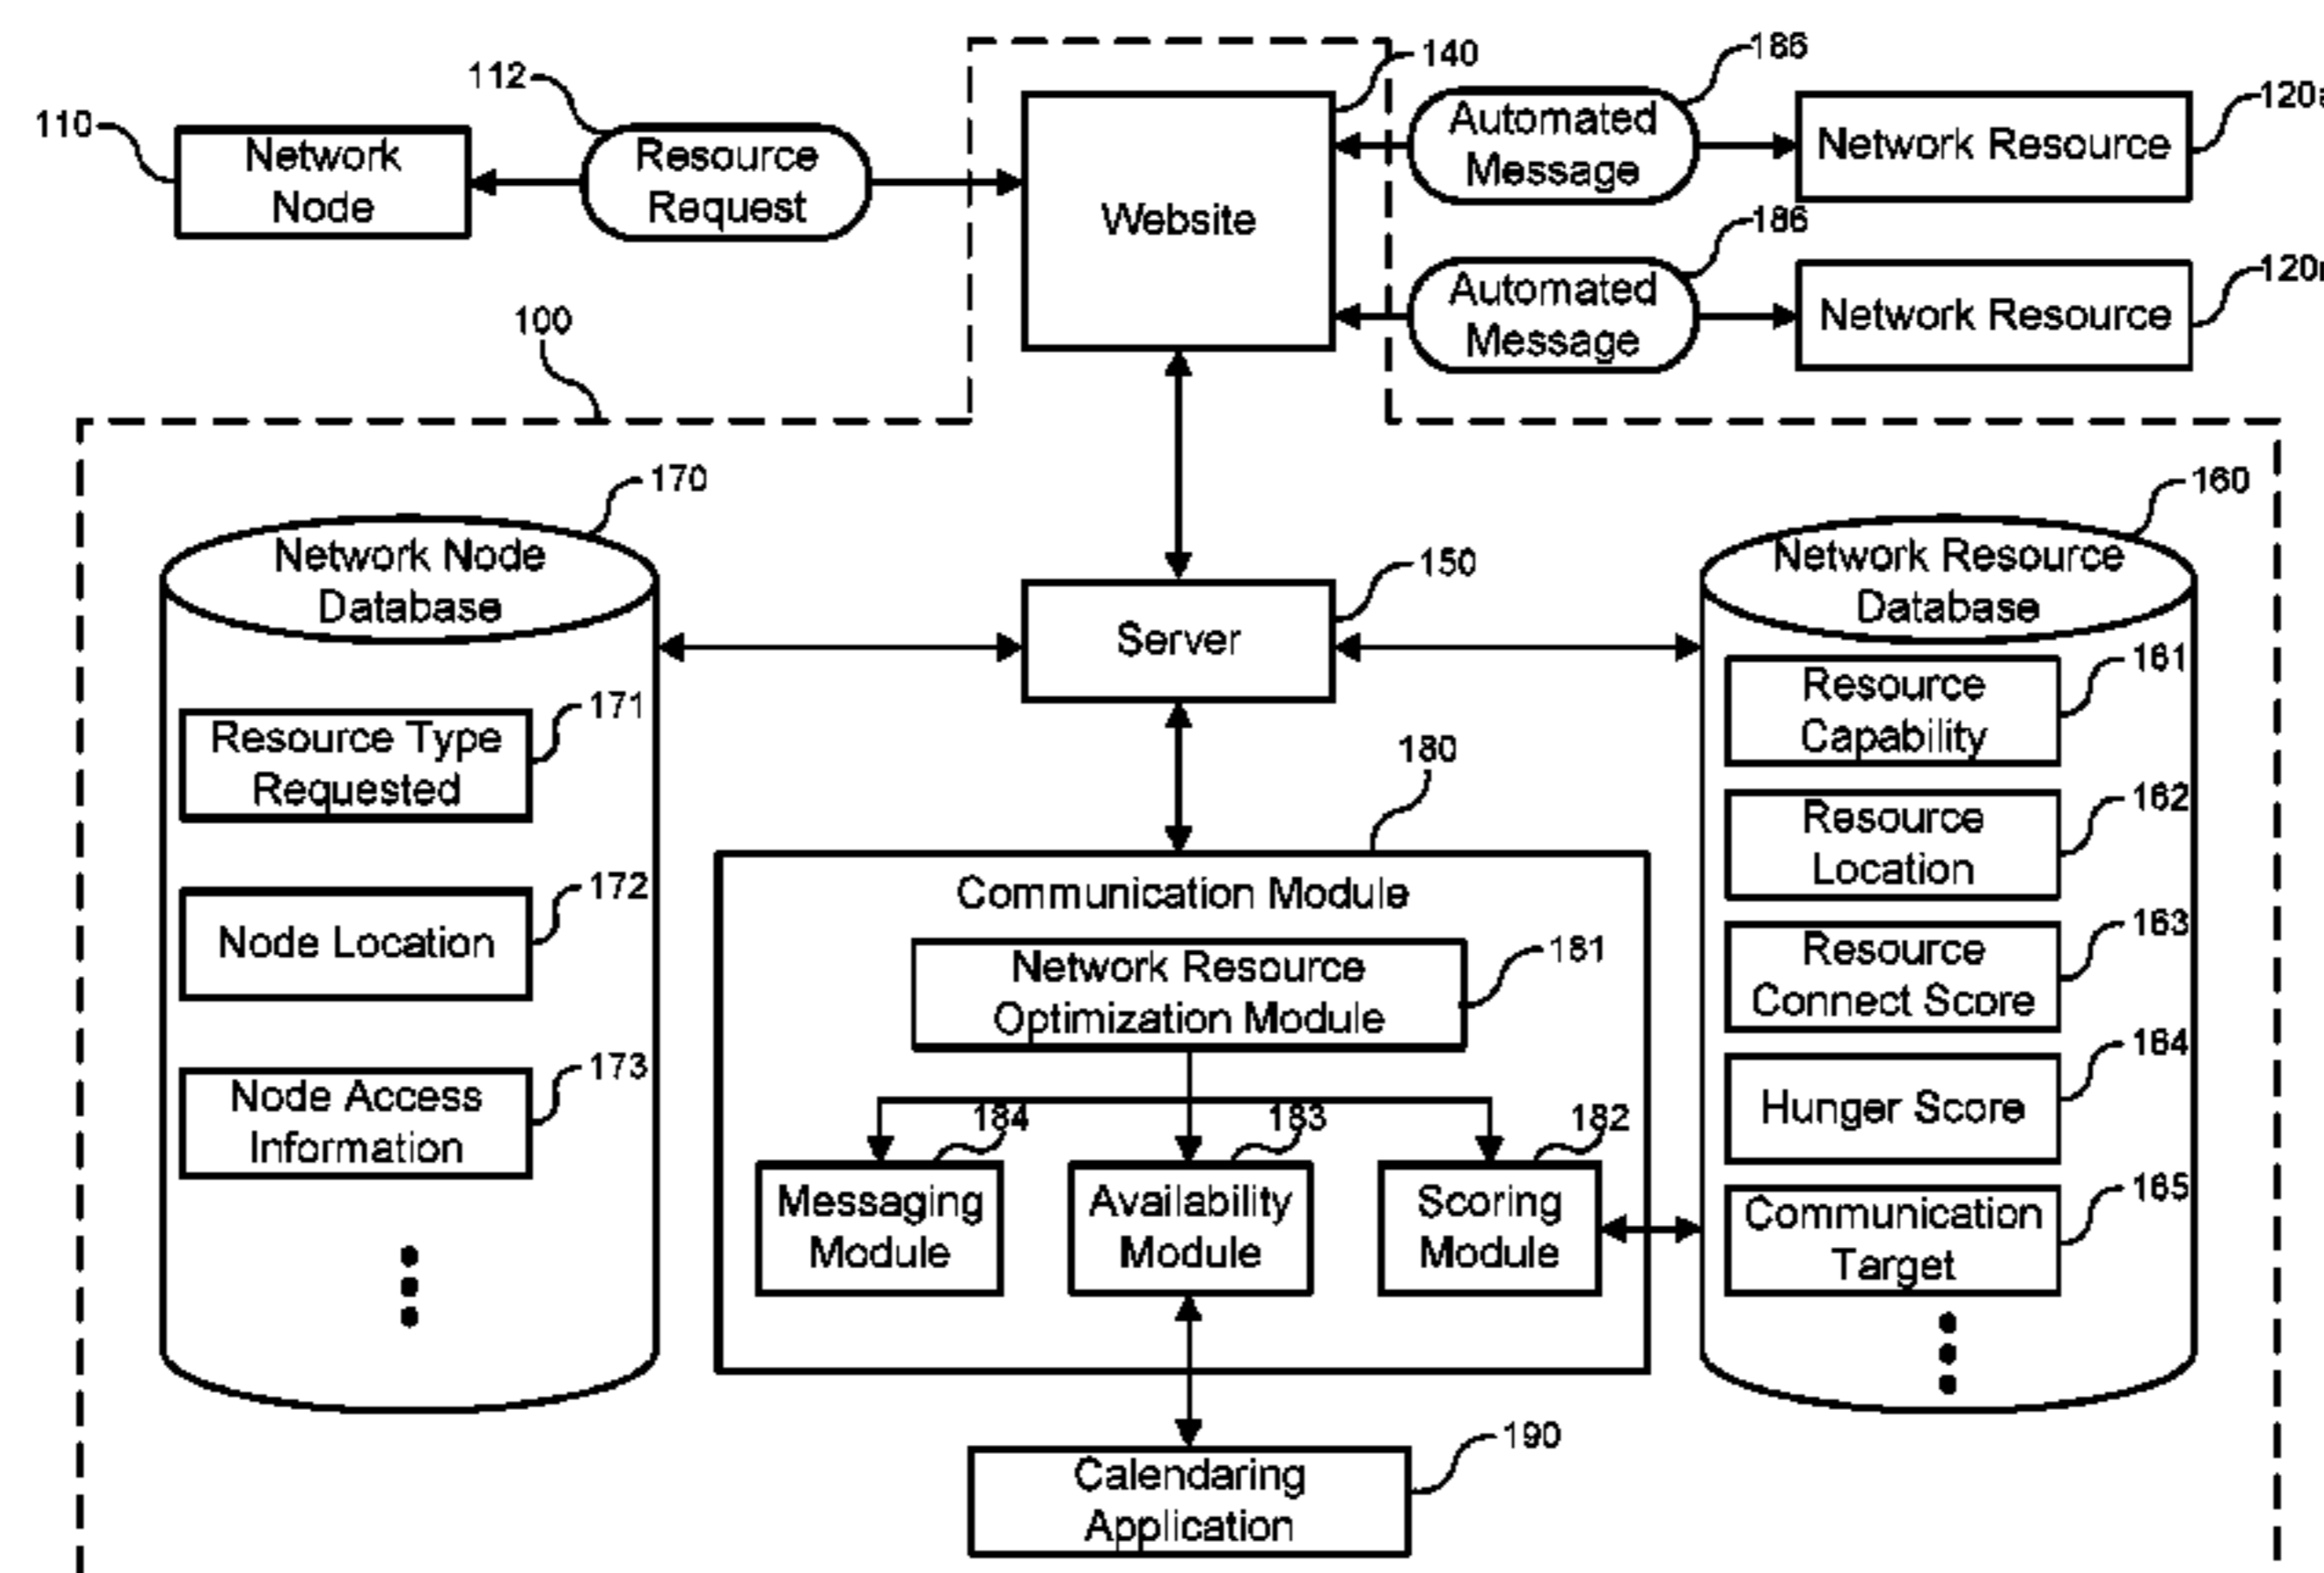 112
110
Network
Node
Resource
Request
140
Website
186
Automated
Message
120a
Network Resource
186
Automated
Message
Network Resource
100
170
Network Node
Database
171
Resource Type
Requested
172
Node Location
173
Node Access
Information
150
Server
180
Communication Module
181
Network Resource
Optimization Module
184
183
182
Messaging
Module
Availability
Module
Scoring
Module
190
Calendaring
Application
160
Network Resource
Database
161
Resource
Capability
162
Resource
Location
163
Resource
Connect Score
164
Hunger Score
165
Communication
Target